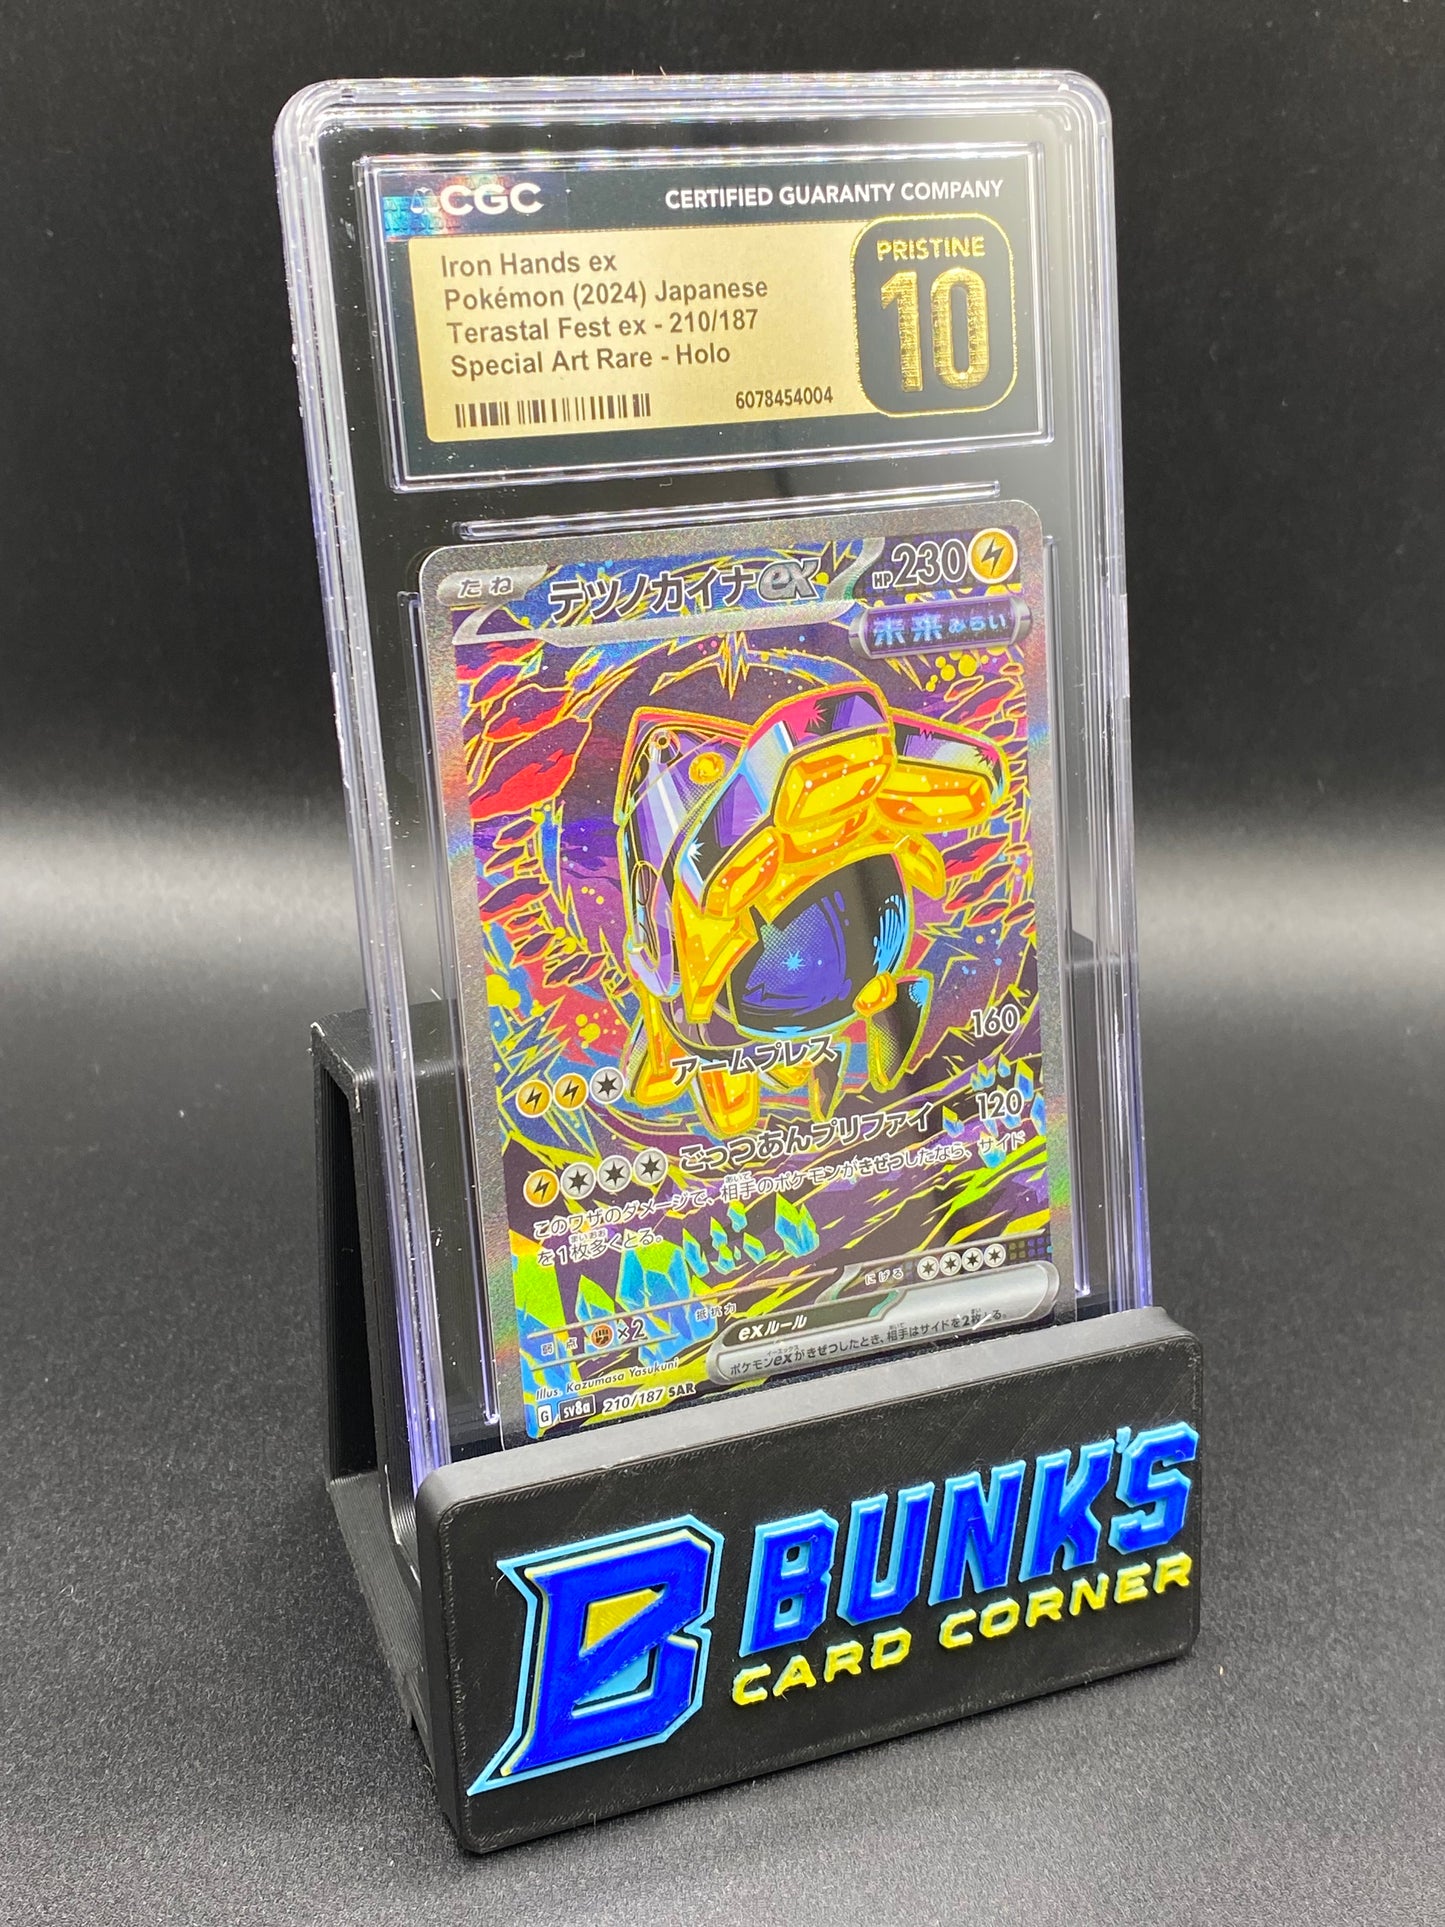 CGC
CERTIFIED GUARANTY COMPANY
Iron Hands ex
Pokémon (2024) Japanese
Terastal Fest ex - 210/187
Special Art Rare - Holo
6078454004
PRISTINE
10
たね
テツノカイナex
HP230
未来 みらい
アームプレス 160
ごっつあんプリファイ 120
このワザのダメージで、相手のポケモンがきぜつしたなら、サイド
を1枚多くとる。
弱点 ×2
抵抗力
にげる
exルール
ポケモンexがきぜつしたとき、相手はサイドを2枚とる。
Illus. Kazumasa Yasukuni
G sv8a 210/187 SAR
B
BUNK'S
CARD CORNER